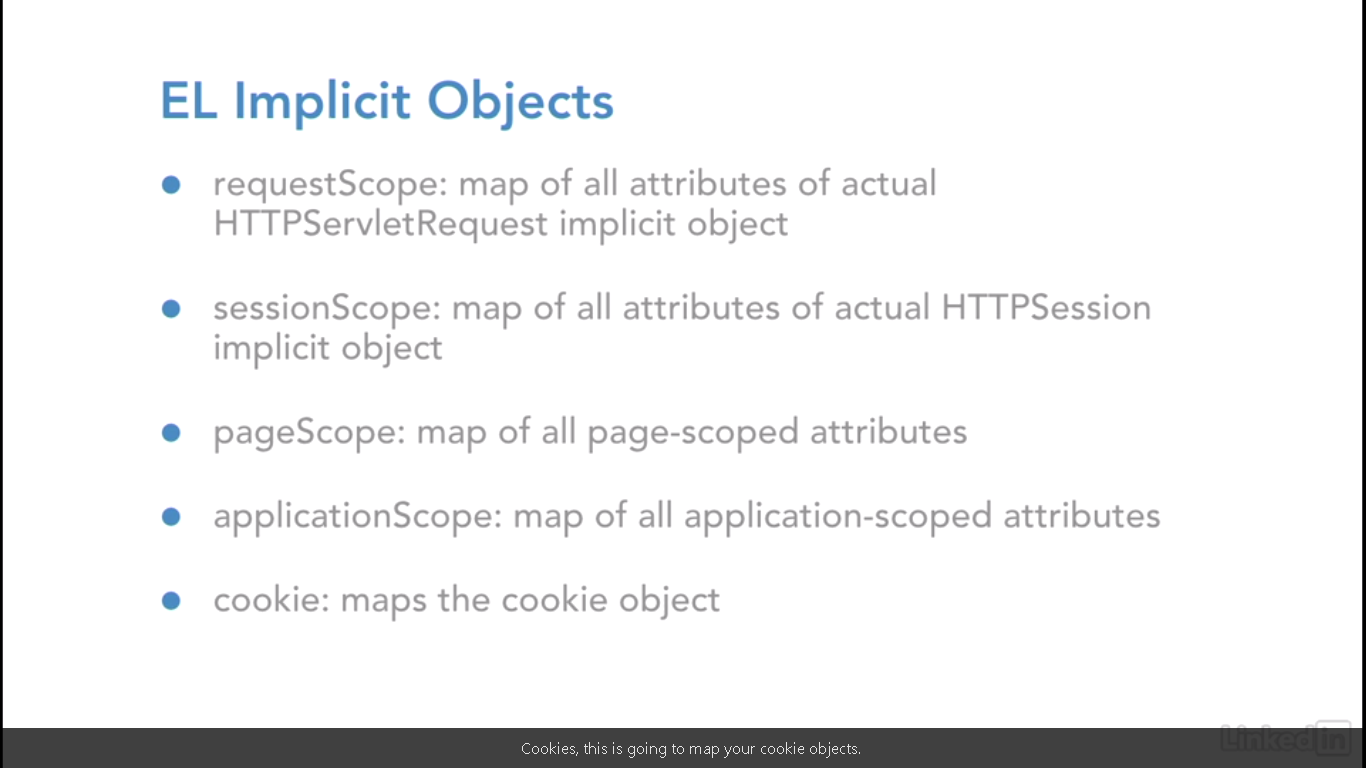 EL Implicit Objects
requestScope: map of all attributes of actual
HTTPServletRequest implicit object
sessionScope: map of all attributes of actual HTTPSession
implicit object
pageScope: map of all page-scoped attributes
applicationScope: map of all application-scoped attributes
cookie: maps the cookie object
Linked in
Cookies, this is going to map your cookie objects.